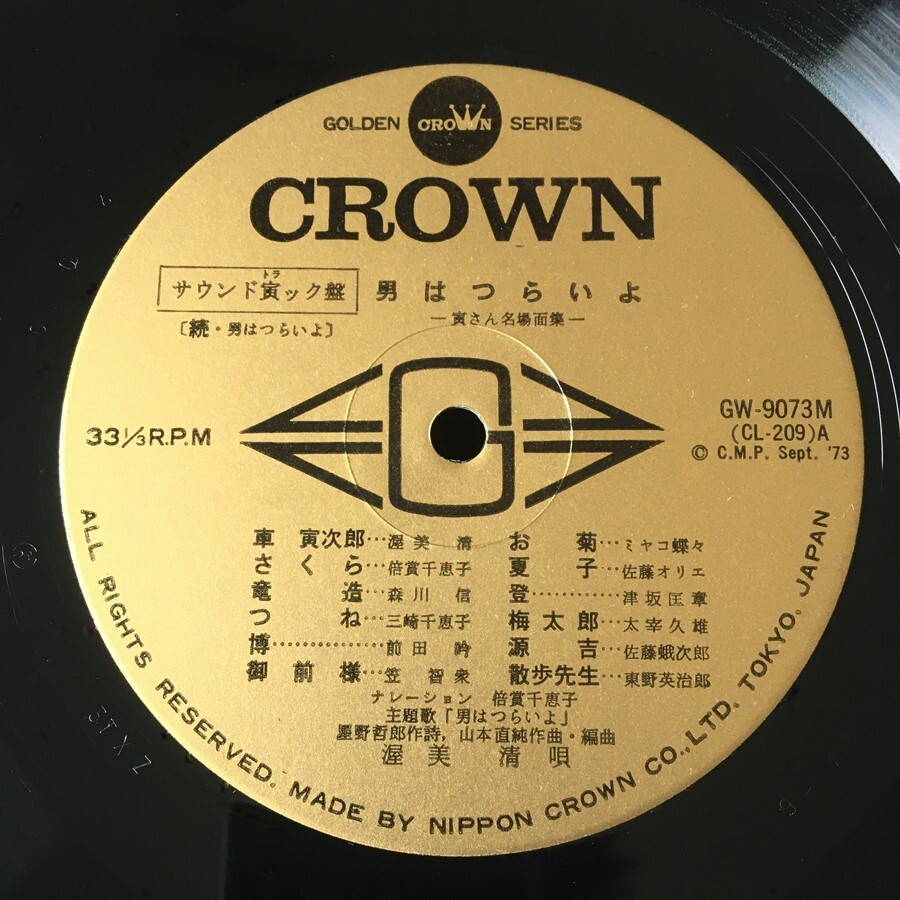 GOLDEN CROWN SERIES
CROWN
サウンド寅ック盤
トラ
男はつらいよ
〔続・男はつらいよ〕
—寅さん名場面集—
G
33 1/3 R.P.M
GW-9073M
(CL-209)A
© C.M.P. Sept. '73
車寅次郎…渥美清
さくら…倍賞千恵子
竜造…森川信
つね…三崎千恵子
博…………前田吟
御前様…笠智衆
お菊…ミヤコ蝶々
夏子…佐藤オリエ
登…………津坂匡章
梅太郎…太宰久雄
源吉…佐藤蛾次郎
散歩先生…東野英治郎
ナレーション 倍賞千恵子
主題歌「男はつらいよ」
星野哲郎作詩, 山本直純作曲・編曲
渥美清唄
ALL RIGHTS RESERVED. MADE BY NIPPON CROWN CO., LTD. TOKYO. JAPAN